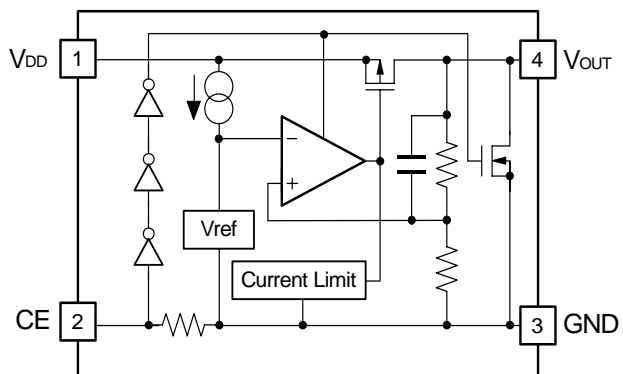 VDD 1
4 VOUT
−
+
Vref
Current Limit
CE 2
3 GND